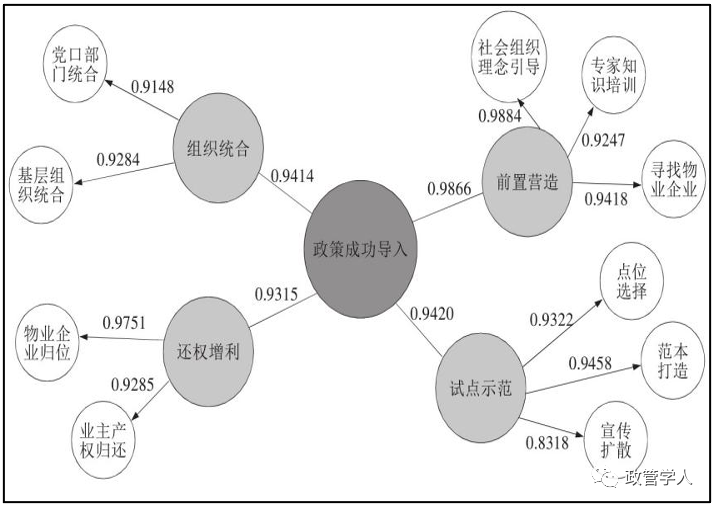 党口部
门统合
0.9148
基层组
织统合
0.9284
组织统合
0.9414
社会组织
理念引导
0.9884
专家知
识培训
0.9247
寻找物
业企业
0.9418
前置营造
0.9866
政策成功导入
物业企
业归位
0.9751
业主产
权归还
0.9285
还权增利
0.9315
点位
选择
0.9322
范本
打造
0.9458
宣传
扩散
0.8318
试点示范
0.9420
政管学人